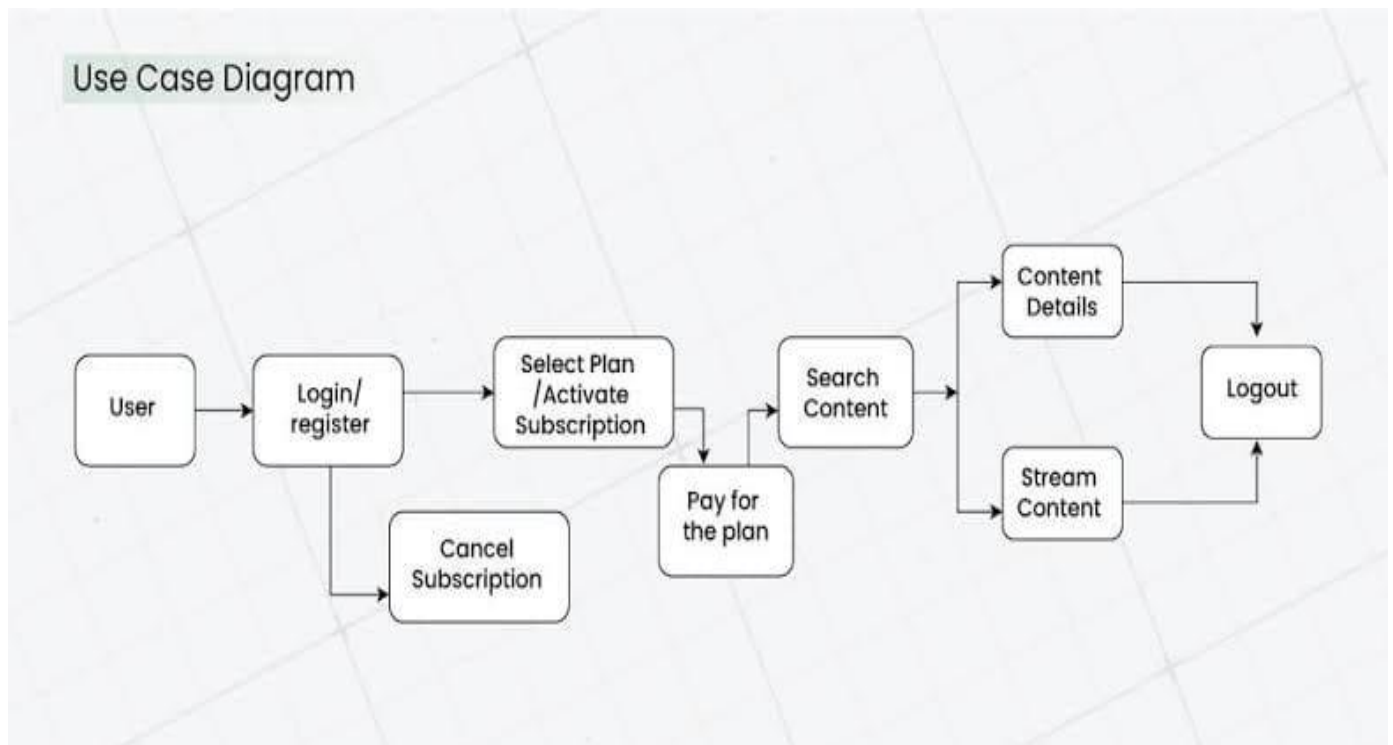 Use Case Diagram
User
Login/
register
Select Plan
/Activate
Subscription
Cancel
Subscription
Pay for
the plan
Search
Content
Content
Details
Stream
Content
Logout